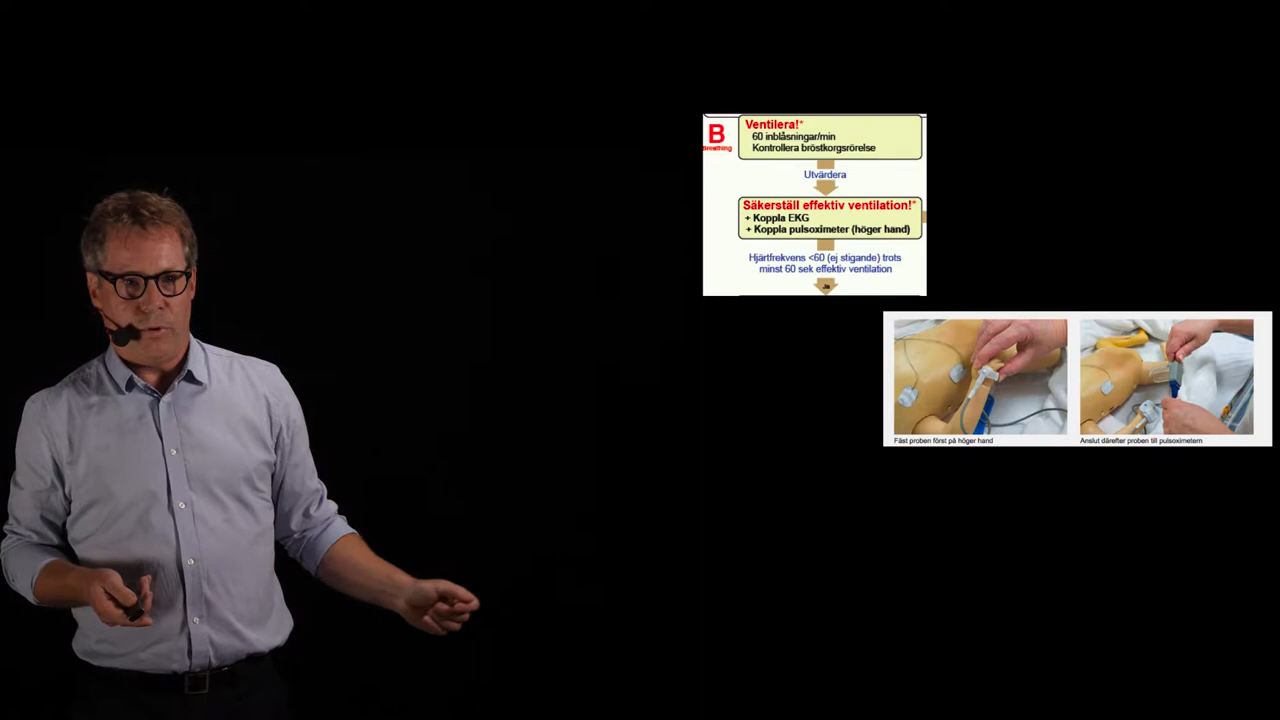 B
Breathing
Ventilera!*
60 inblåsningar/min
Kontrollera bröstkorgsrörelse
Utvärdera
Säkerställ effektiv ventilation!*
+ Koppla EKG
+ Koppla pulsoximeter (höger hand)
Hjärtfrekvens <60 (ej stigande) trots
minst 60 sek effektiv ventilation
Ja
Fäst proben först på höger hand
Anslut därefter proben till pulsoximetern